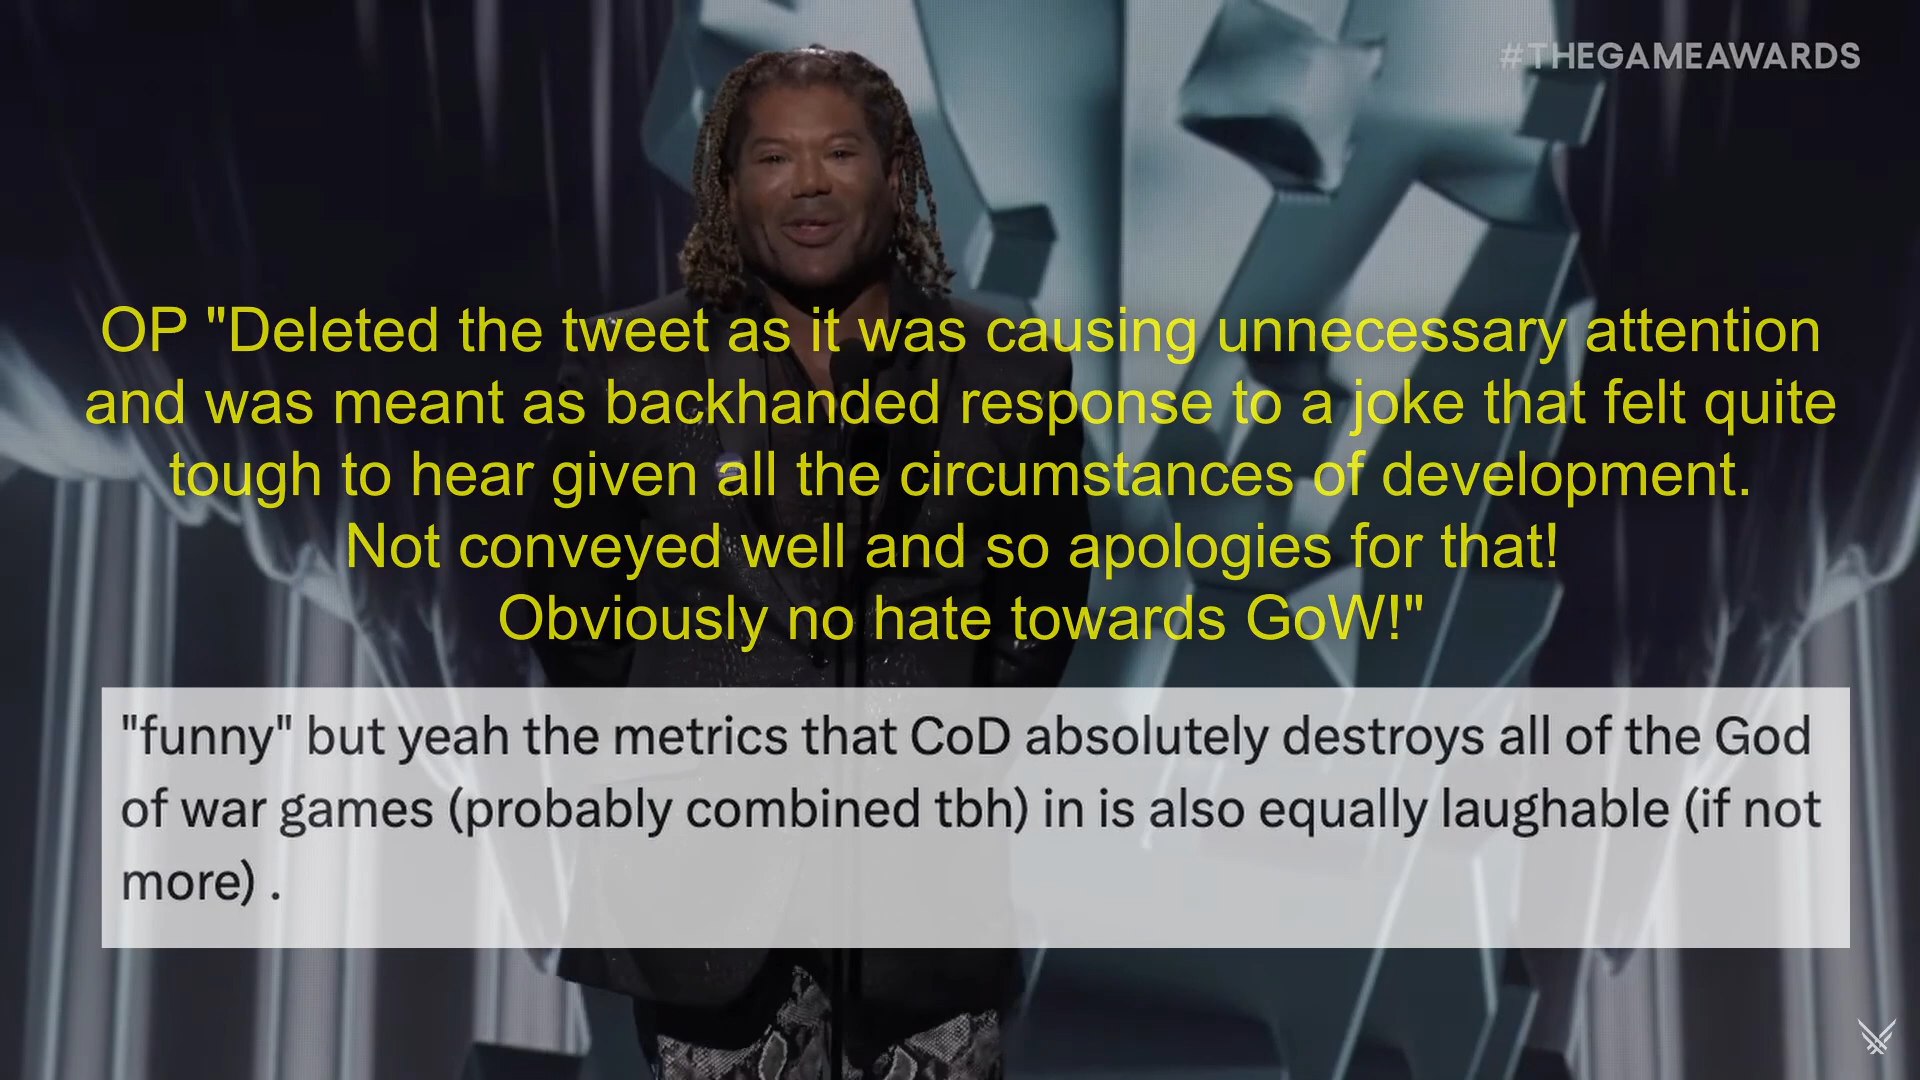 #THEGAMEAWARDS
OP "Deleted the tweet as it was causing unnecessary attention
and was meant as backhanded response to a joke that felt quite
tough to hear given all the circumstances of development.
Not conveyed well and so apologies for that!
Obviously no hate towards GoW!"
"funny" but yeah the metrics that CoD absolutely destroys all of the God
of war games (probably combined tbh) in is also equally laughable (if not
more) .